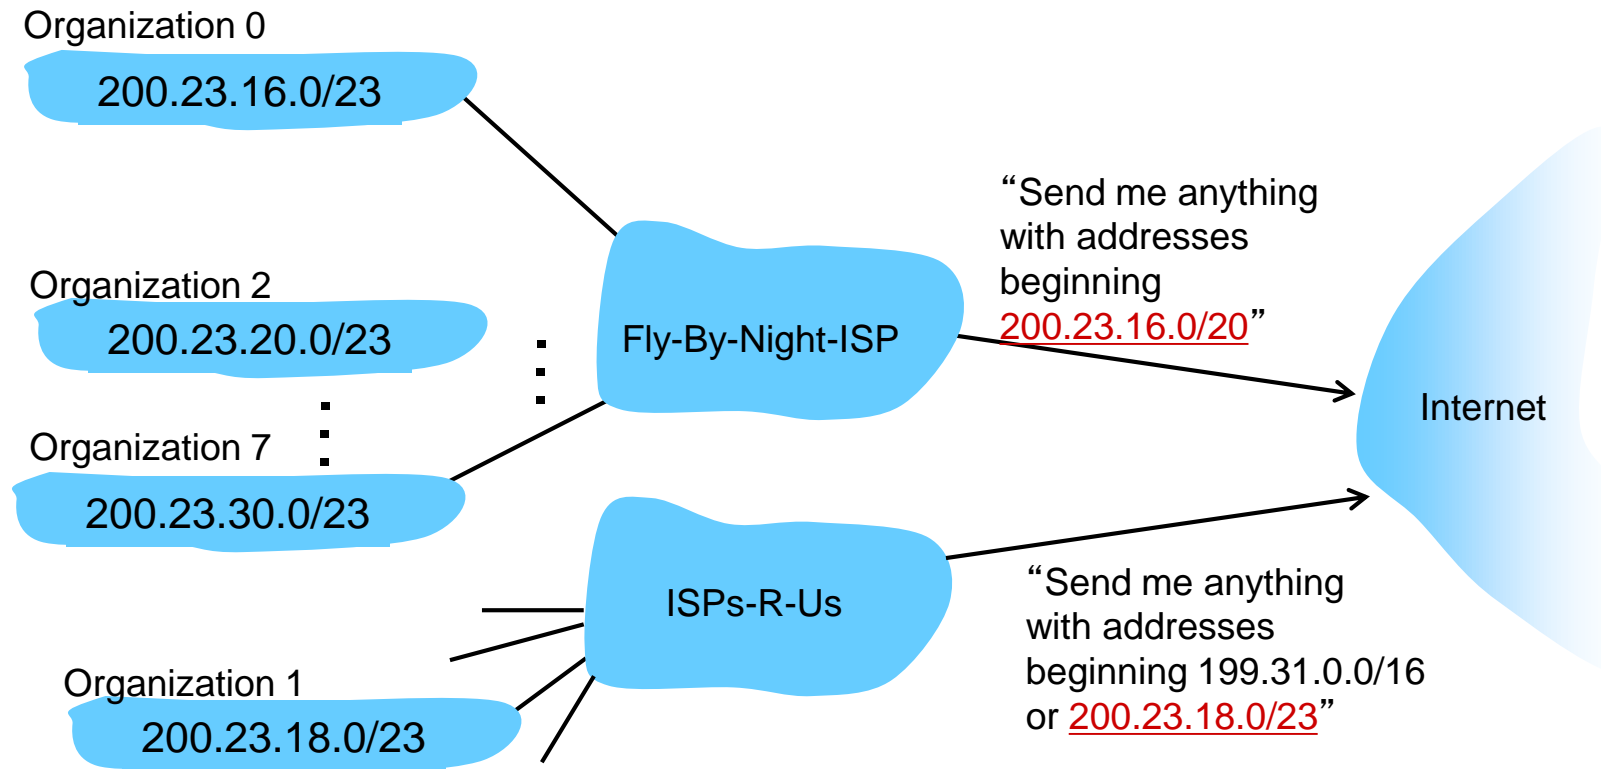 Organization 0
200.23.16.0/23
Organization 2
200.23.20.0/23
Organization 7
200.23.30.0/23
Organization 1
200.23.18.0/23
Fly-By-Night-ISP
ISPs-R-Us
“Send me anything
with addresses
beginning
200.23.16.0/20”
“Send me anything
with addresses
beginning 199.31.0.0/16
or 200.23.18.0/23”
Internet